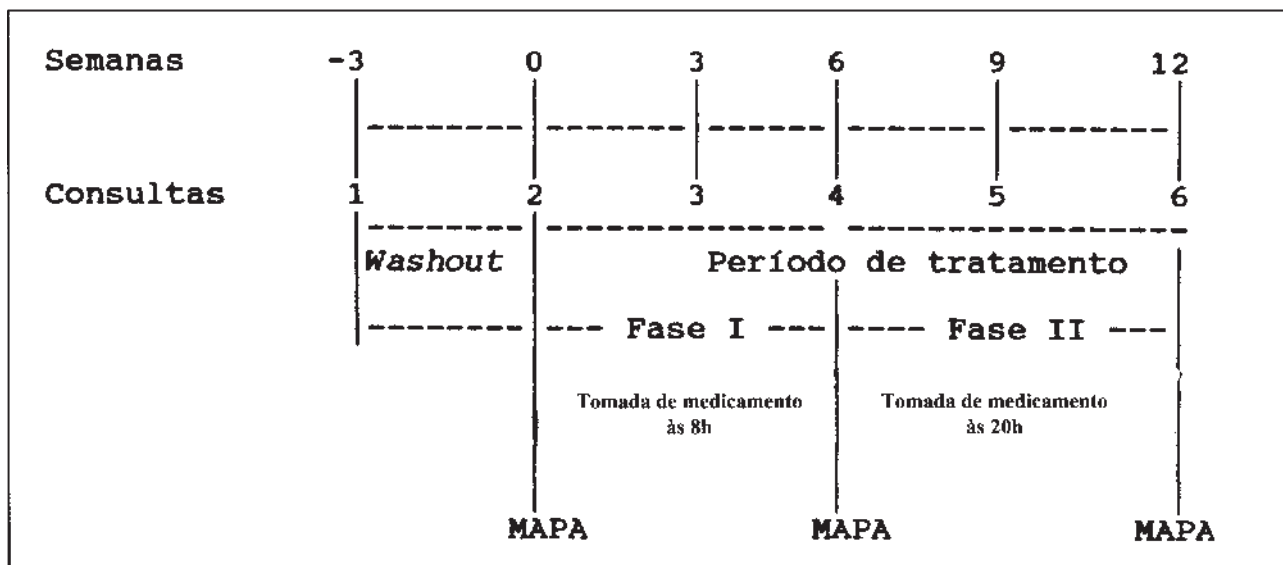 Semanas -3 0 3 6 9 12
Consultas 1 2 3 4 5 6
Washout Período de tratamento
Fase I Fase II
Tomada de medicamento Tomada de medicamento
às 8h às 20h
MAPA MAPA MAPA